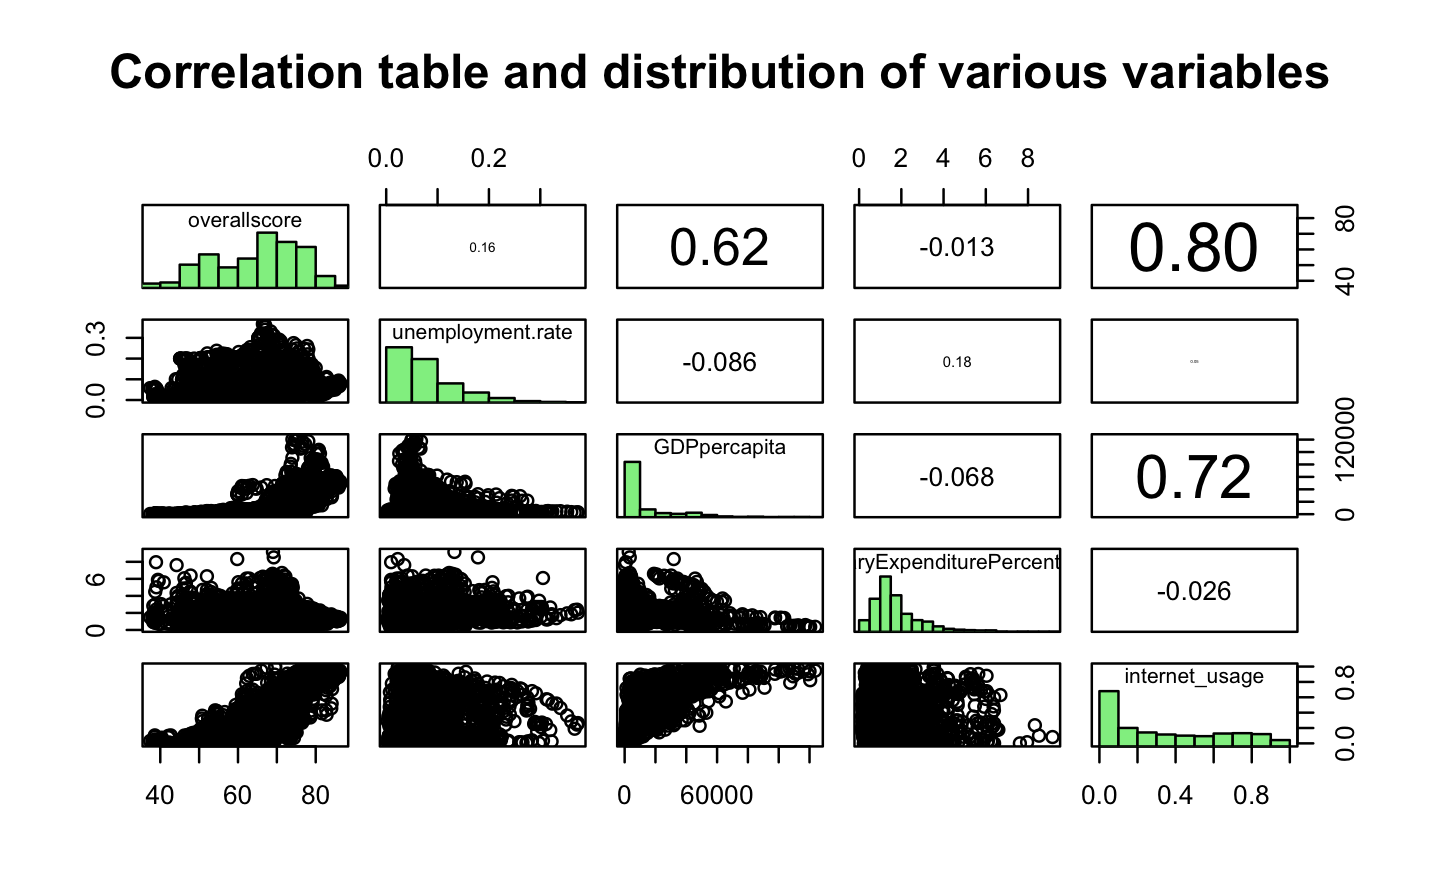 Correlation table and distribution of various variables
0.0 0.2 0 2 4 6 8
overallscore 0.16 0.62 -0.013 0.80 40 80
0.0 0.3 unemployment.rate -0.086 0.18
GDPpercapita -0.068 0.72 0 120000
0 6 ryExpenditurePercent -0.026
internet_usage 0.0 0.8
40 60 80 0 60000 0.0 0.4 0.8